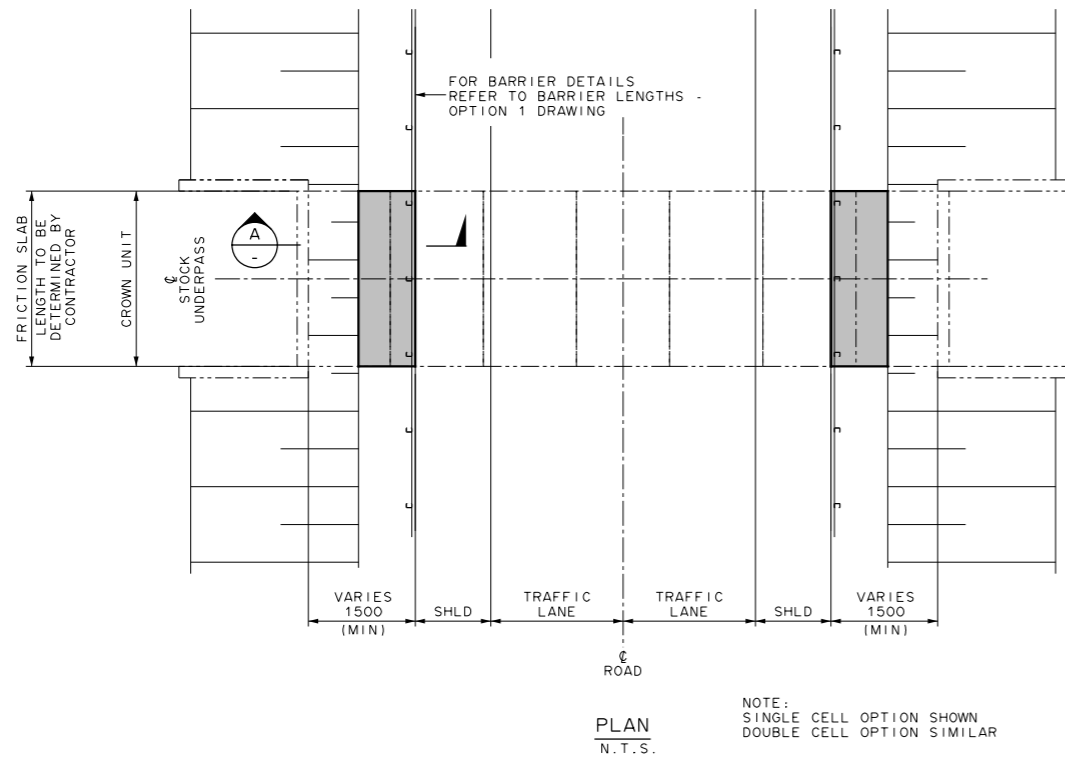 FOR BARRIER DETAILS
REFER TO BARRIER LENGTHS -
OPTION 1 DRAWING
FRICTION SLAB
LENGTH TO BE
DETERMINED BY
CONTRACTOR
CROWN UNIT
℄
STOCK
UNDERPASS
A
-
VARIES
1500
(MIN)
SHLD
TRAFFIC
LANE
TRAFFIC
LANE
SHLD
VARIES
1500
(MIN)
℄
ROAD
PLAN
N.T.S.
NOTE:
SINGLE CELL OPTION SHOWN
DOUBLE CELL OPTION SIMILAR